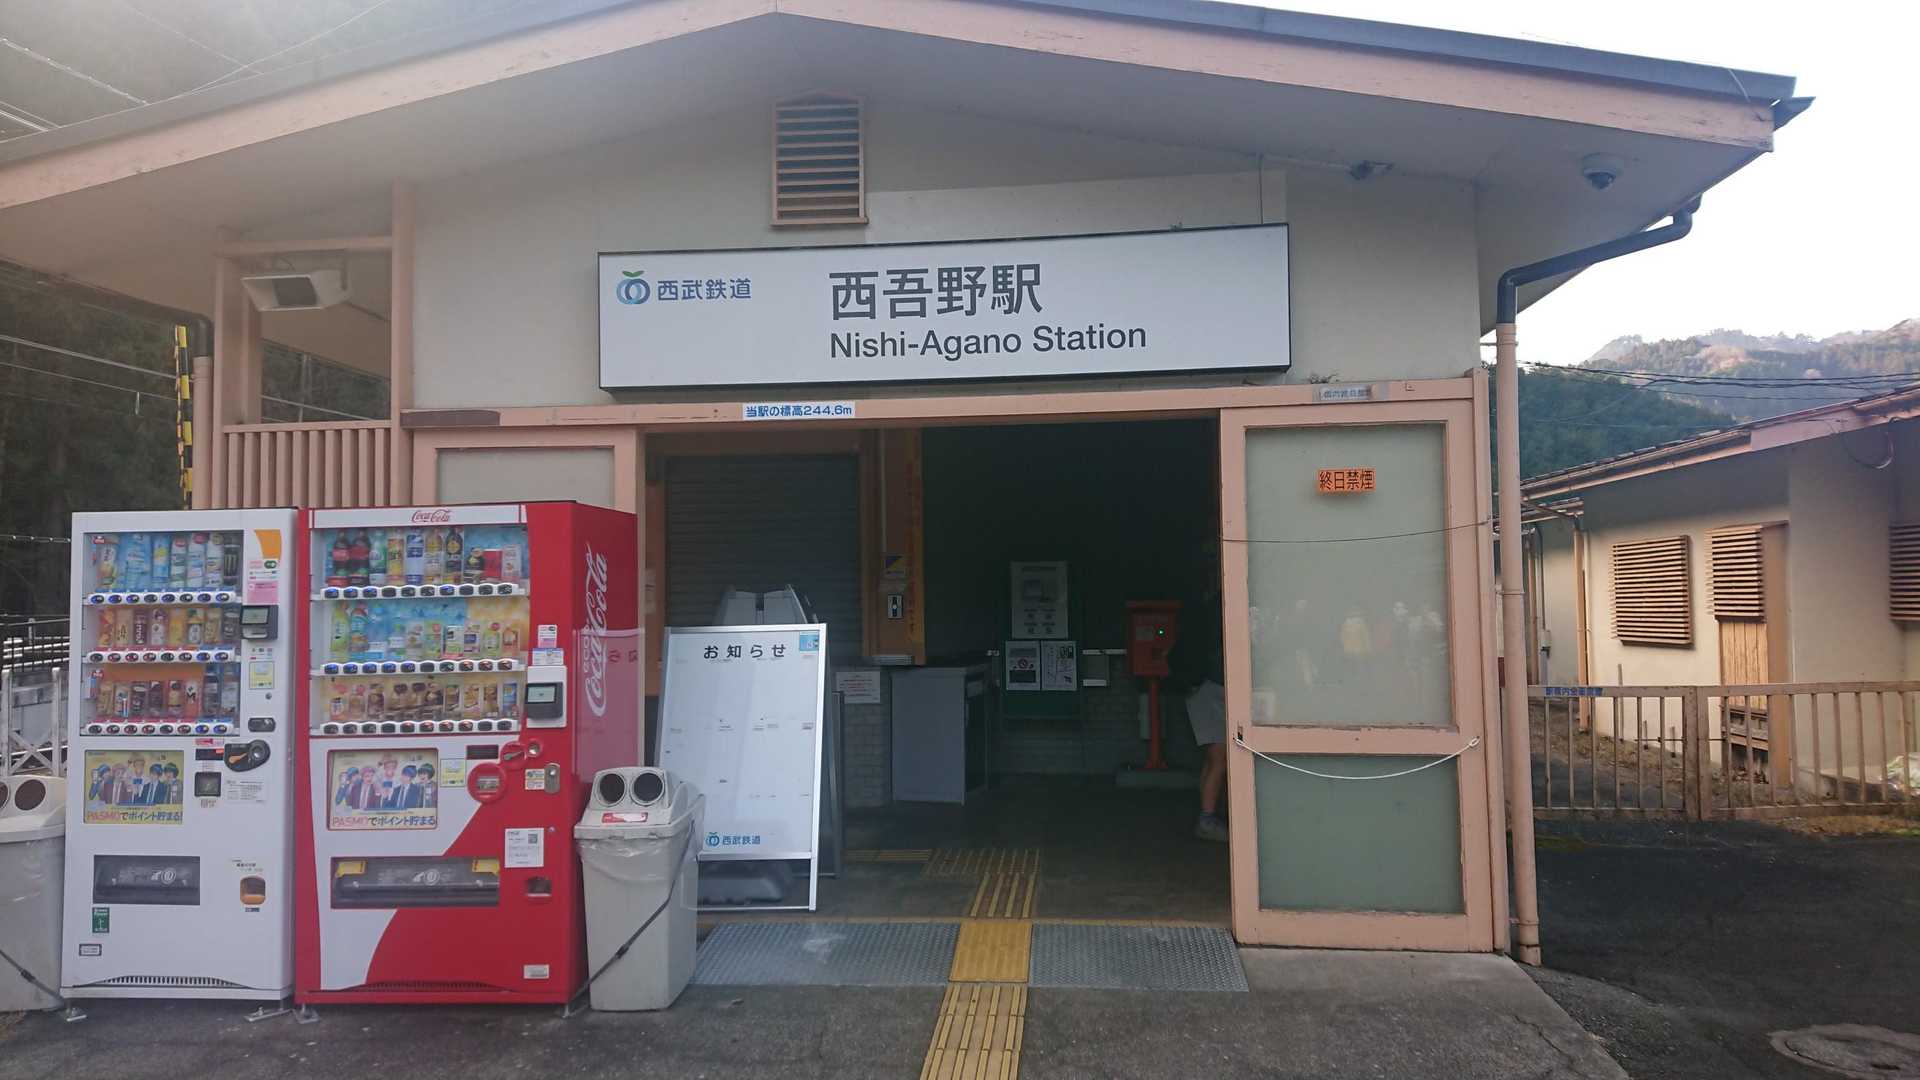 西武鉄道
西吾野駅
Nishi-Agano Station
当駅の標高244.6m
終日禁煙
Coca-Cola
Coca-Cola
お知らせ
PASMOでポイント貯まる
PASMOでポイント貯まる
西武鉄道